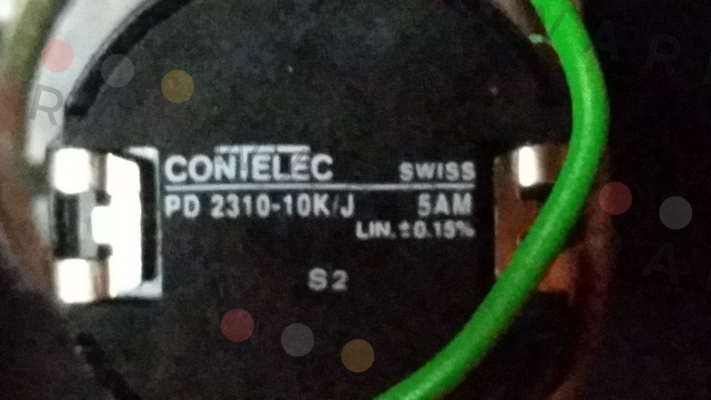 CONTELEC SWISS
PD 2310-10K/J 5AM
LIN. ±0.15%
S2